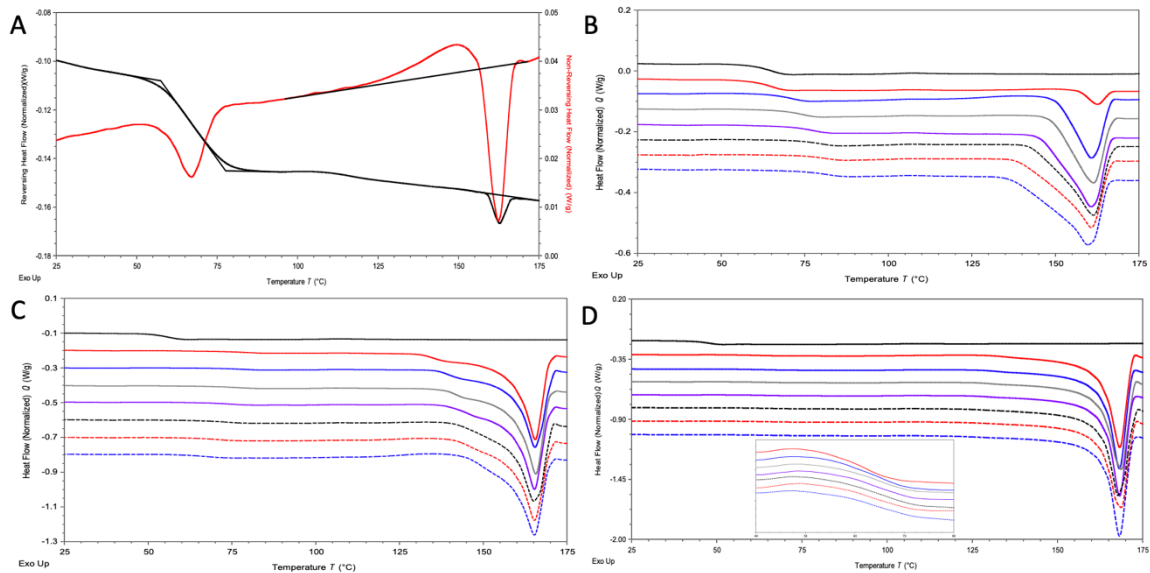 A
-0.08
-0.10
-0.12
-0.14
-0.16
-0.18
Reversing Heat Flow (Normalized)(W/g)
0.05
0.04
0.03
0.02
0.01
0.00
Non-Reversing Heat Flow (Normalized) (W/g)
25 50 75 100 125 150 175
Exo Up
Temperature T (°C)
B
0.2
0.0
-0.2
-0.4
-0.6
Heat Flow (Normalized) Q (W/g)
25 50 75 100 125 150 175
Exo Up
Temperature T (°C)
C
0.1
-0.1
-0.3
-0.5
-0.7
-0.9
-1.1
-1.3
Heat Flow (Normalized) Q (W/g)
25 50 75 100 125 150 175
Exo Up
Temperature T (°C)
D
0.20
-0.35
-0.90
-1.45
-2.00
Heat Flow (Normalized) Q (W/g)
25 50 75 100 125 150 175
Exo Up
Temperature T (°C)